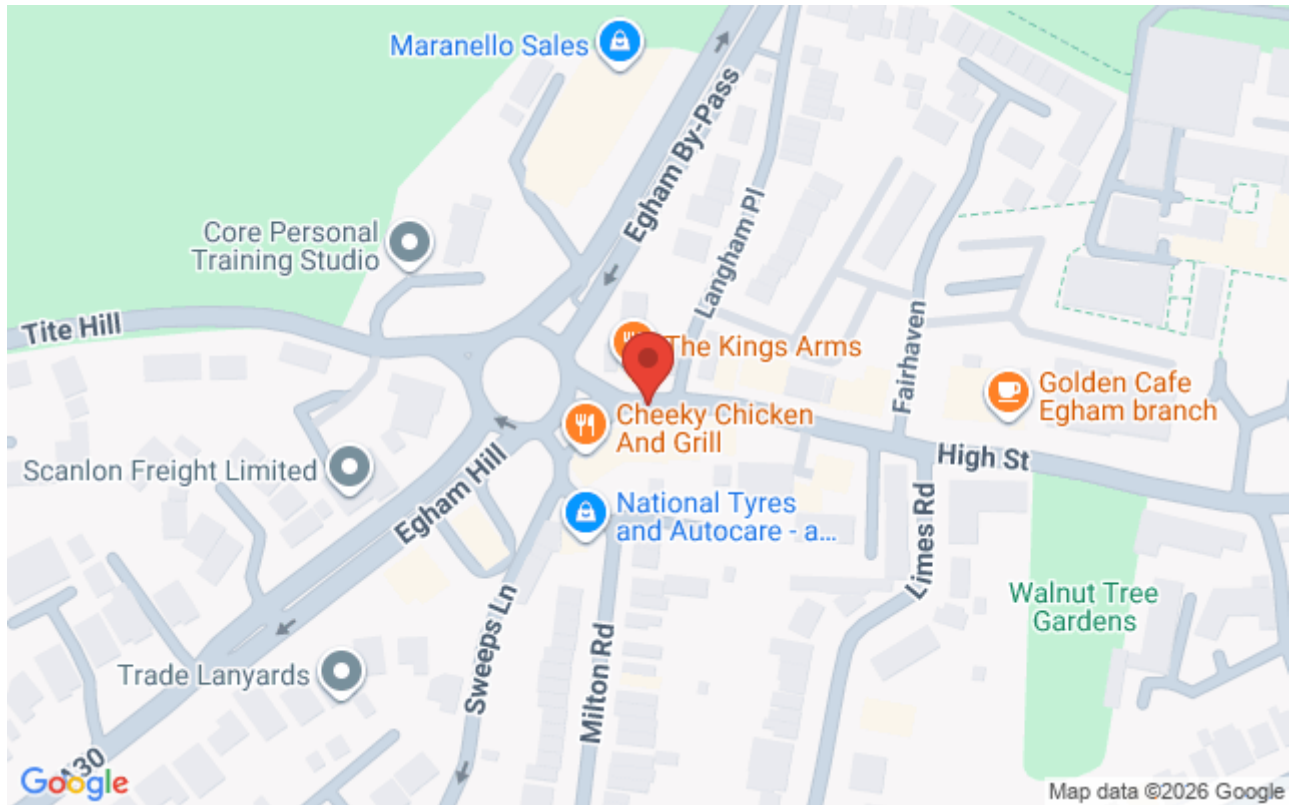 Maranello Sales
Egham By-Pass
Langham Pl
Core Personal
Training Studio
Tite Hill
The Kings Arms
Fairhaven
Golden Cafe
Egham branch
Cheeky Chicken
And Grill
High St
Scanlon Freight Limited
Egham Hill
National Tyres
and Autocare - a...
Limes Rd
Walnut Tree
Gardens
Sweeps Ln
Milton Rd
Trade Lanyards
A30
Google
Map data ©2026 Google